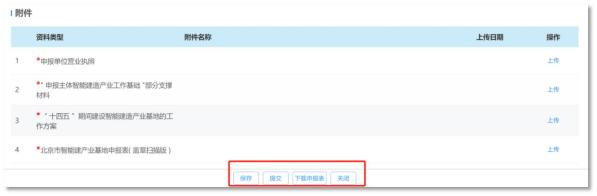 附件
资料类型 附件名称 上传日期 操作
1 *申报单位营业执照 上传
2 *"申报主体智能建造产业工作基础"部分支撑 上传
材料
3 *"十四五"期间建设智能建造产业基地的工 上传
作方案
4 *北京市智能建产业基地申报表(盖章扫描版) 上传
保存 提交 下载申报表 关闭